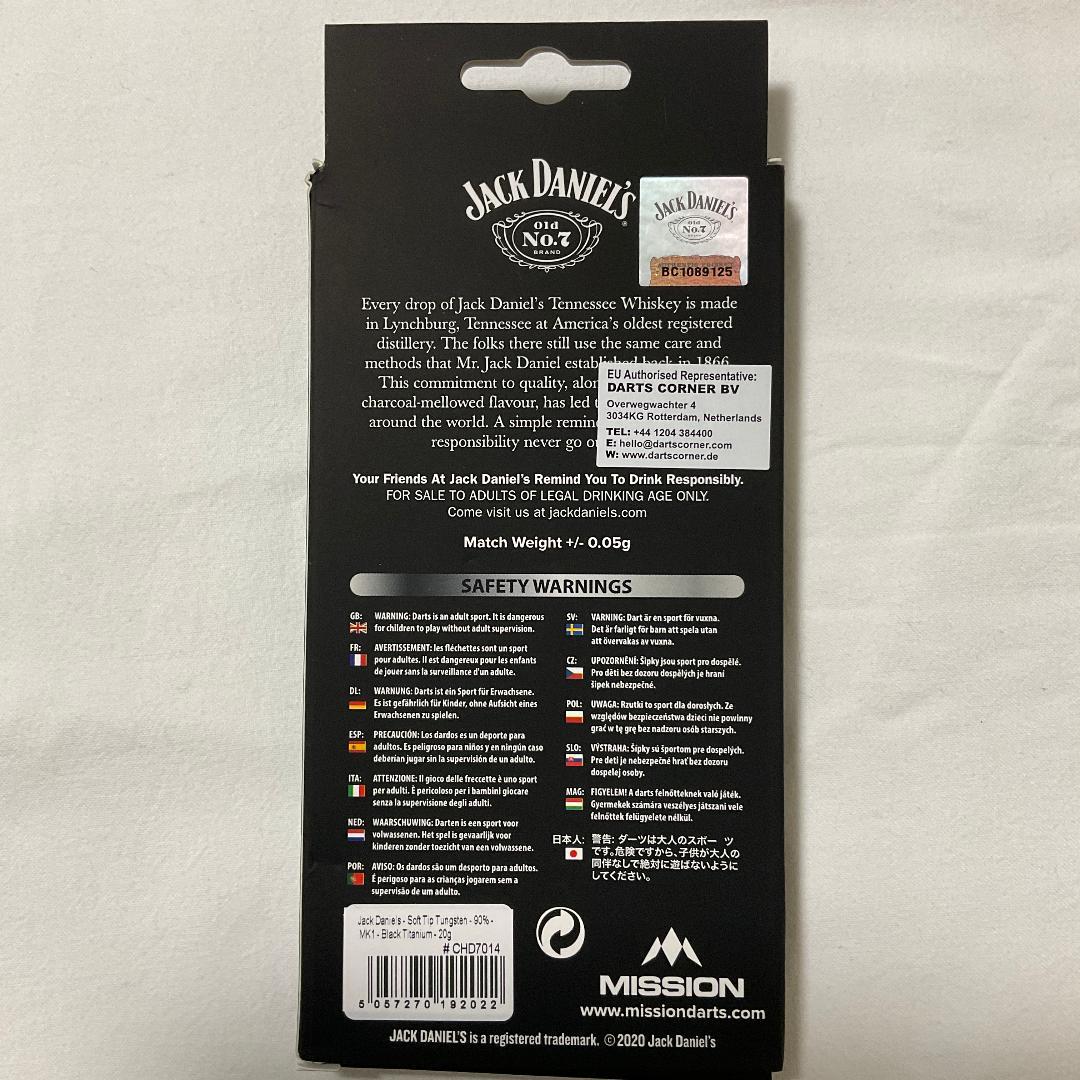 JACK DANIEL'S
Old
No.7
BRAND
JACK DANIEL'S
Old
No.7
BC1089125
Every drop of Jack Daniel's Tennessee Whiskey is made
in Lynchburg, Tennessee at America's oldest registered
distillery. The folks there still use the same care and
methods that Mr. Jack Daniel established back in 1866.
This commitment to quality,
charcoal-mellowed flavour, has led
around the world. A simple
responsibility never go
EU Authorised Representative:
DARTS CORNER BV
Overwegwachter 4
3034KG Rotterdam, Netherlands
TEL: +44 1204 384400
E: hello@dartscorner.com
W: www.dartscorner.de
Your Friends At Jack Daniel's Remind You To Drink Responsibly.
FOR SALE TO ADULTS OF LEGAL DRINKING AGE ONLY.
Come visit us at jackdaniels.com
Match Weight +/- 0.05g
SAFETY WARNINGS
GB: WARNING: Darts is an adult sport. It is dangerous
for children to play without adult supervision.
FR: AVERTISSEMENT: les fléchettes sont un sport
pour adultes. Il est dangereux pour les enfants
de jouer sans la surveillance d'un adulte.
DL: WARNUNG: Darts ist ein Sport für Erwachsene.
Es ist gefährlich für Kinder, ohne Aufsicht eines
Erwachsenen zu spielen.
ESP: PRECAUCIÓN: Los dardos es un deporte para
adultos. Es peligroso para niños y en ningún caso
deberían jugar sin la supervisión de un adulto.
ITA: ATTENZIONE: Il gioco delle freccette è uno sport
per adulti. È pericoloso per i bambini giocare
senza la supervisione degli adulti.
NED: WAARSCHUWING: Darten is een sport voor
volwassenen. Het spel is gevaarlijk voor
kinderen zonder toezicht van een volwassene.
POR: AVISO: Os dardos são um desporto para adultos.
É perigoso para as crianças jogarem sem a
supervisão de um adulto.
SV: VARNING: Dart är en sport för vuxna.
Det är farligt för barn att spela utan
att övervakas av vuxna.
CZ: UPOZORNĚNÍ: Šipky jsou sport pro dospělé.
Pro děti bez dozoru dospělých je hraní
šipek nebezpečné.
POL: UWAGA: Rzutki to sport dla dorosłych. Ze
względów bezpieczeństwa dzieci nie powinny
grać w tę grę bez nadzoru osób starszych.
SLO: VÝSTRAHA: Šípky sú športom pre dospelých.
Pre deti je nebezpečné hrať bez dozoru
dospelej osoby.
MAG: FIGYELEM! A darts felnőtteknek való játék.
Gyermekek számára veszélyes játszani vele
felnőttek felügyelete nélkül.
日本人: 警告: ダーツは大人のスポー ツ
です。危険ですから、子供が大人の
同伴なしで絶対に遊ばないように
してください。
Jack Daniels - Soft Tip Tungsten - 90% -
MK1 - Black Titanium - 20g
# CHD7014
5 057270 192022
MISSION
www.missiondarts.com
JACK DANIEL'S is a registered trademark. ©2020 Jack Daniel's